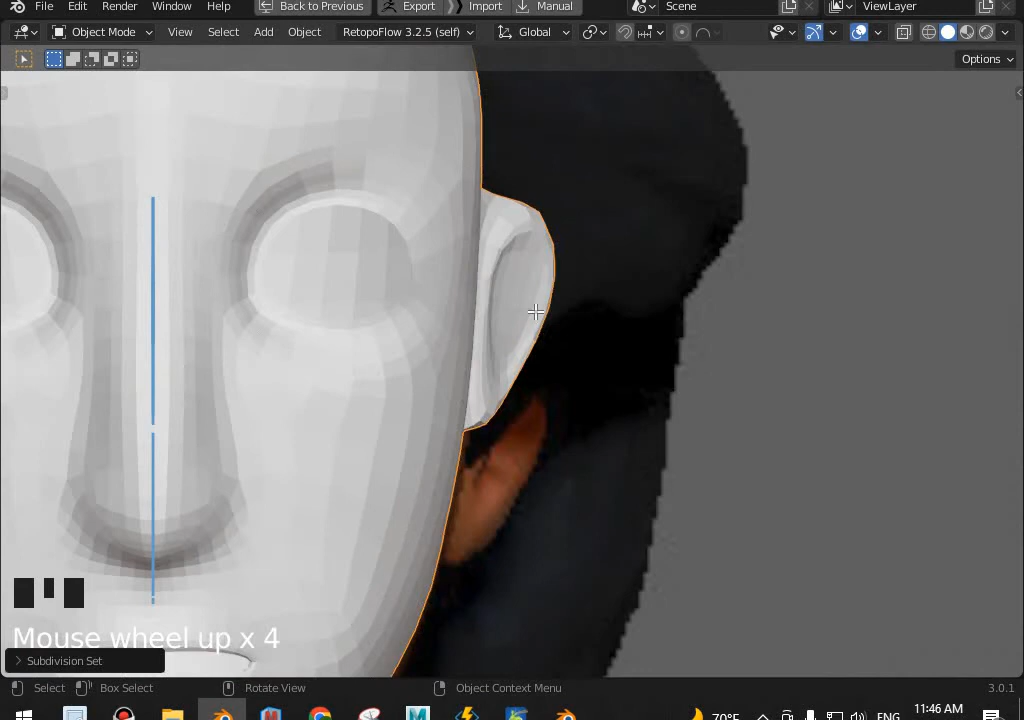 File Edit Render Window Help Back to Previous Export Import Manual Scene ViewLayer
Object Mode View Select Add Object RetopoFlow 3.2.5 (self) Global
Options
Mouse wheel up x 4
Subdivision Set
Select Box Select Rotate View Object Context Menu 3.0.1
70°F ENG 11:46 AM